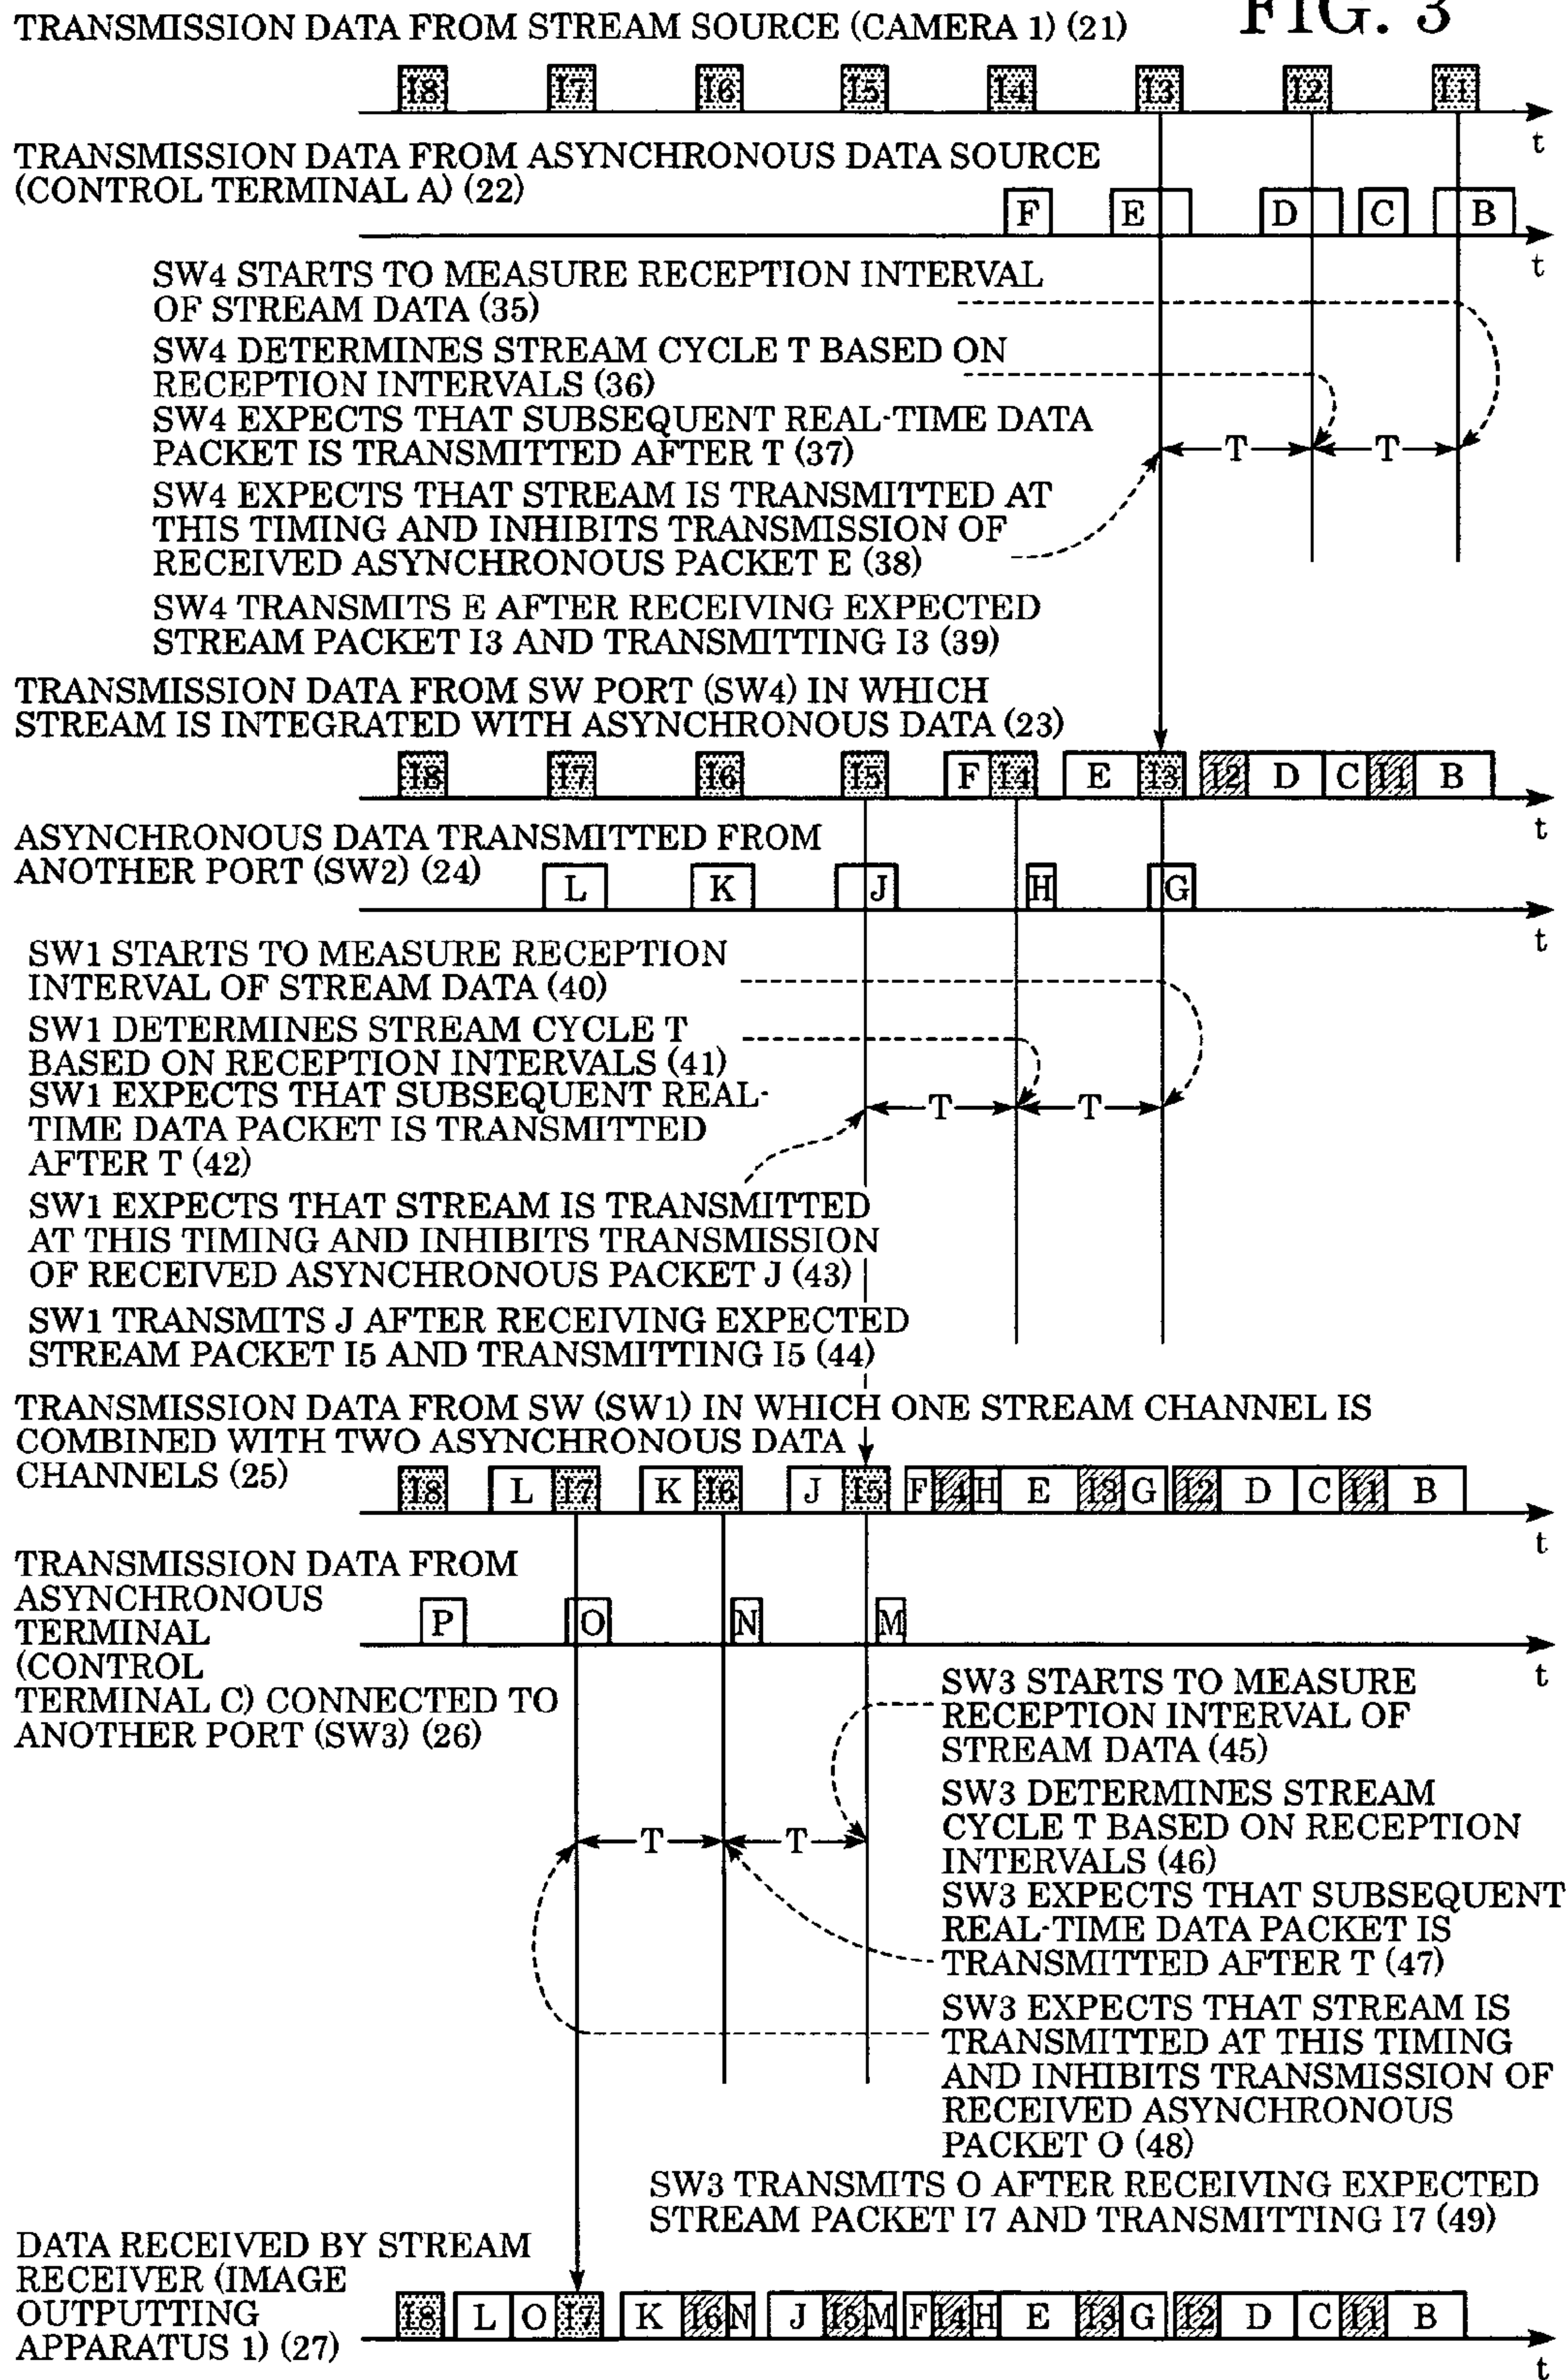 FIG. 3
TRANSMISSION DATA FROM STREAM SOURCE (CAMERA 1) (21)
I8 I7 I6 I5 I4 I3 I2 I1
t
TRANSMISSION DATA FROM ASYNCHRONOUS DATA SOURCE
(CONTROL TERMINAL A) (22)
F E D C B
t
SW4 STARTS TO MEASURE RECEPTION INTERVAL
OF STREAM DATA (35)
SW4 DETERMINES STREAM CYCLE T BASED ON
RECEPTION INTERVALS (36)
SW4 EXPECTS THAT SUBSEQUENT REAL-TIME DATA
PACKET IS TRANSMITTED AFTER T (37)
T T
SW4 EXPECTS THAT STREAM IS TRANSMITTED AT
THIS TIMING AND INHIBITS TRANSMISSION OF
RECEIVED ASYNCHRONOUS PACKET E (38)
SW4 TRANSMITS E AFTER RECEIVING EXPECTED
STREAM PACKET I3 AND TRANSMITTING I3 (39)
TRANSMISSION DATA FROM SW PORT (SW4) IN WHICH
STREAM IS INTEGRATED WITH ASYNCHRONOUS DATA (23)
I8 I7 I6 I5 F I4 E I3 I2 D C I1 B
t
ASYNCHRONOUS DATA TRANSMITTED FROM
ANOTHER PORT (SW2) (24)
L K J H G
t
SW1 STARTS TO MEASURE RECEPTION
INTERVAL OF STREAM DATA (40)
SW1 DETERMINES STREAM CYCLE T
BASED ON RECEPTION INTERVALS (41)
SW1 EXPECTS THAT SUBSEQUENT REAL-
TIME DATA PACKET IS TRANSMITTED
AFTER T (42)
T T
SW1 EXPECTS THAT STREAM IS TRANSMITTED
AT THIS TIMING AND INHIBITS TRANSMISSION
OF RECEIVED ASYNCHRONOUS PACKET J (43)
SW1 TRANSMITS J AFTER RECEIVING EXPECTED
STREAM PACKET I5 AND TRANSMITTING I5 (44)
TRANSMISSION DATA FROM SW (SW1) IN WHICH ONE STREAM CHANNEL IS
COMBINED WITH TWO ASYNCHRONOUS DATA
CHANNELS (25)
I8 L I7 K I6 J I5 F I4 H E I3 G I2 D C I1 B
t
TRANSMISSION DATA FROM
ASYNCHRONOUS
TERMINAL
(CONTROL
TERMINAL C) CONNECTED TO
ANOTHER PORT (SW3) (26)
P O N M
t
SW3 STARTS TO MEASURE
RECEPTION INTERVAL OF
STREAM DATA (45)
SW3 DETERMINES STREAM
CYCLE T BASED ON RECEPTION
INTERVALS (46)
T T
SW3 EXPECTS THAT SUBSEQUENT
REAL-TIME DATA PACKET IS
TRANSMITTED AFTER T (47)
SW3 EXPECTS THAT STREAM IS
TRANSMITTED AT THIS TIMING
AND INHIBITS TRANSMISSION OF
RECEIVED ASYNCHRONOUS
PACKET O (48)
SW3 TRANSMITS O AFTER RECEIVING EXPECTED
STREAM PACKET I7 AND TRANSMITTING I7 (49)
DATA RECEIVED BY STREAM
RECEIVER (IMAGE
OUTPUTTING
APPARATUS 1) (27)
I8 L O I7 K I6 N J I5 M F I4 H E I3 G I2 D C I1 B
t